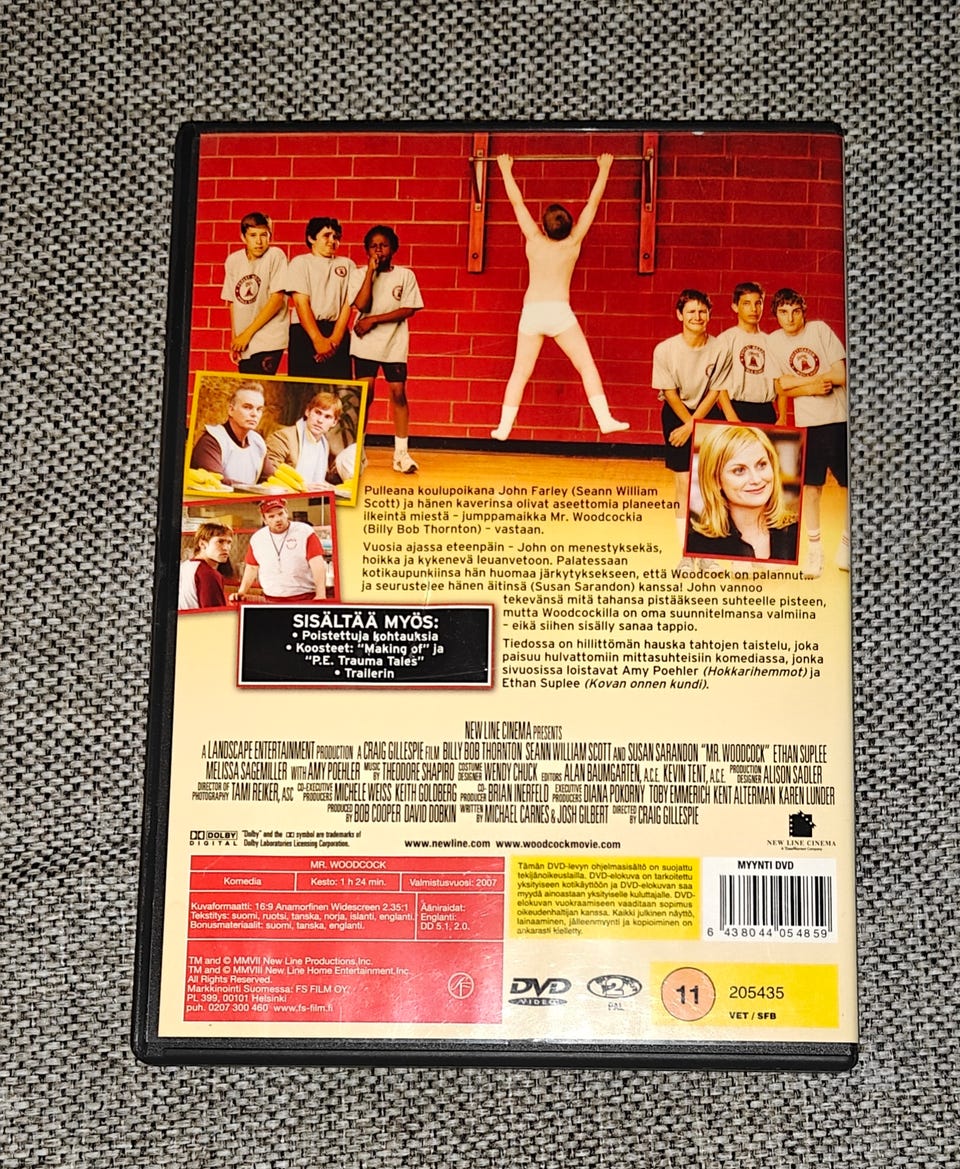 Pulleana koulupoikana John Farley (Seann William
Scott) ja hänen kaverinsa olivat aseettomia planeetan
ilkeintä miestä – jumppamaikka Mr. Woodcockia
(Billy Bob Thornton) – vastaan.
Vuosia ajassa eteenpäin – John on menestyksekäs,
hoikka ja kykenevä leuanvetoon. Palatessaan
kotikaupunkiinsa hän huomaa järkytyksekseen, että Woodcock on palannut...
ja seurustelee hänen äitinsä (Susan Sarandon) kanssa! John vannoo
tekevänsä mitä tahansa pistääkseen suhteelle pisteen,
mutta Woodcockilla on oma suunnitelmansa valmiina
– eikä siihen sisälly sanaa tappio.
Tiedossa on hillittömän hauska tahtojen taistelu, joka
paisuu hulvattomiin mittasuhteisiin komediassa, jonka
sivuosissa loistavat Amy Poehler (Hokkarihemmot) ja
Ethan Suplee (Kovan onnen kundi).
SISÄLTÄÄ MYÖS:
• Poistettuja kohtauksia
• Koosteet: "Making of" ja
"P.E. Trauma Tales"
• Trailerin
NEW LINE CINEMA PRESENTS
A LANDSCAPE ENTERTAINMENT PRODUCTION A CRAIG GILLESPIE FILM BILLY BOB THORNTON SEANN WILLIAM SCOTT AND SUSAN SARANDON "MR. WOODCOCK" ETHAN SUPLEE
MELISSA SAGEMILLER WITH AMY POEHLER MUSIC BY THEODORE SHAPIRO COSTUME DESIGNER WENDY CHUCK EDITORS ALAN BAUMGARTEN, A.C.E. KEVIN TENT, A.C.E. PRODUCTION DESIGNER ALISON SADLER
DIRECTOR OF PHOTOGRAPHY TAMI REIKER, ASC CO-EXECUTIVE PRODUCERS MICHELE WEISS KEITH GOLDBERG CO-PRODUCER BRIAN INERFELD EXECUTIVE PRODUCERS DIANA POKORNY TOBY EMMERICH KENT ALTERMAN KAREN LUNDER
PRODUCED BY BOB COOPER DAVID DOBKIN WRITTEN BY MICHAEL CARNES & JOSH GILBERT DIRECTED BY CRAIG GILLESPIE
DOLBY
DIGITAL
"Dolby" and the DD symbol are trademarks of
Dolby Laboratories Licensing Corporation.
www.newline.com www.woodcockmovie.com
NEW LINE CINEMA
A TimeWarner Company
MR. WOODCOCK
Komedia
Kesto: 1 h 24 min.
Valmistusvuosi: 2007
Kuvaformaatti: 16:9 Anamorfinen Widescreen 2.35:1
Tekstitys: suomi, ruotsi, tanska, norja, islanti, englanti.
Bonusmateriaalit: suomi, tanska, englanti.
Ääniraidat:
Englanti:
DD 5.1, 2.0.
TM and © MMVII New Line Productions, Inc.
TM and © MMVIII New Line Home Entertainment, Inc.
All Rights Reserved.
Markkinointi Suomessa: FS FILM OY,
PL 399, 00101 Helsinki
puh. 0207 300 460 www.fs-film.fi
Tämän DVD-levyn ohjelmasisältö on suojattu
tekijänoikeuslailla. DVD-elokuva on tarkoitettu
yksityiseen kotikäyttöön ja DVD-elokuvan saa
myydä ainoastaan yksityiselle kuluttajalle. DVD-
elokuvan vuokraukseen vaaditaan sopimus
oikeudenhaltijan kanssa. Kaikki julkinen näyttö,
lainaaminen, jälleenmyynti ja kopioiminen on
ankarasti kielletty.
MYYNTI DVD
6 438044 054859
DVD
VIDEO
2
PAL
11
205435
VET / SFB